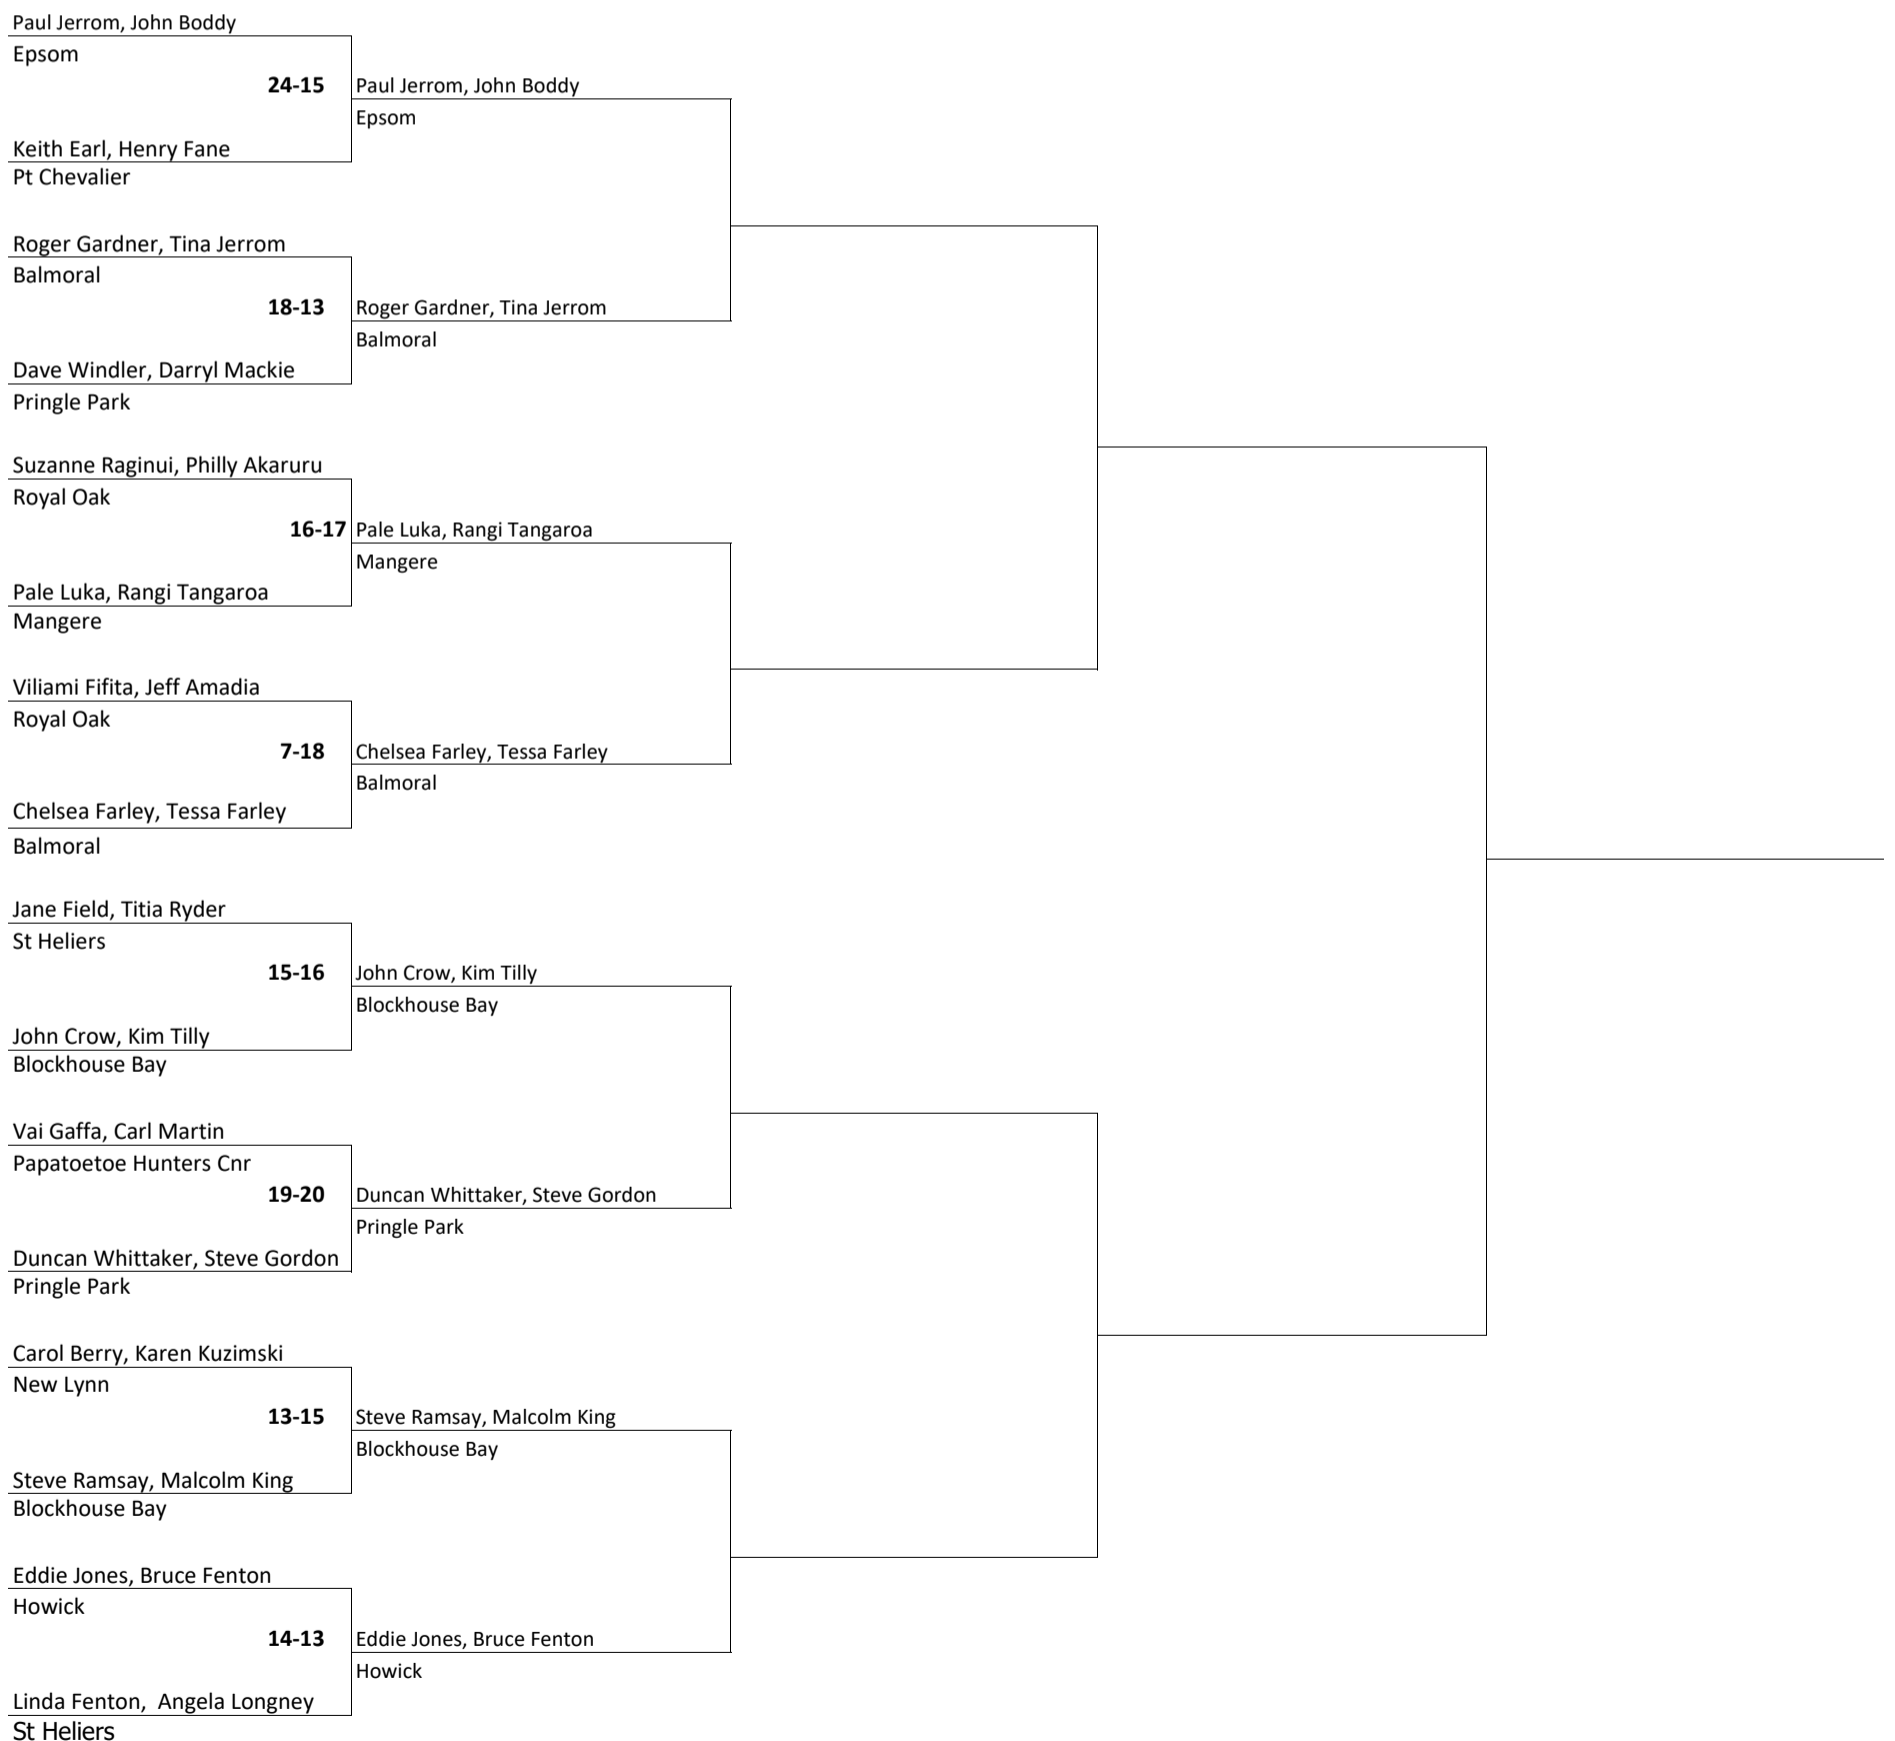 Paul Jerrom, John Boddy
Epsom
24-15
Paul Jerrom, John Boddy
Epsom
Keith Earl, Henry Fane
Pt Chevalier
Roger Gardner, Tina Jerrom
Balmoral
18-13
Roger Gardner, Tina Jerrom
Balmoral
Dave Windler, Darryl Mackie
Pringle Park
Suzanne Raginui, Philly Akaruru
Royal Oak
16-17
Pale Luka, Rangi Tangaroa
Mangere
Pale Luka, Rangi Tangaroa
Mangere
Viliami Fifita, Jeff Amadia
Royal Oak
7-18
Chelsea Farley, Tessa Farley
Balmoral
Chelsea Farley, Tessa Farley
Balmoral
Jane Field, Titia Ryder
St Heliers
15-16
John Crow, Kim Tilly
Blockhouse Bay
John Crow, Kim Tilly
Blockhouse Bay
Vai Gaffa, Carl Martin
Papatoetoe Hunters Cnr
19-20
Duncan Whittaker, Steve Gordon
Pringle Park
Duncan Whittaker, Steve Gordon
Pringle Park
Carol Berry, Karen Kuzimski
New Lynn
13-15
Steve Ramsay, Malcolm King
Blockhouse Bay
Steve Ramsay, Malcolm King
Blockhouse Bay
Eddie Jones, Bruce Fenton
Howick
14-13
Eddie Jones, Bruce Fenton
Howick
Linda Fenton,  Angela Longney
St Heliers